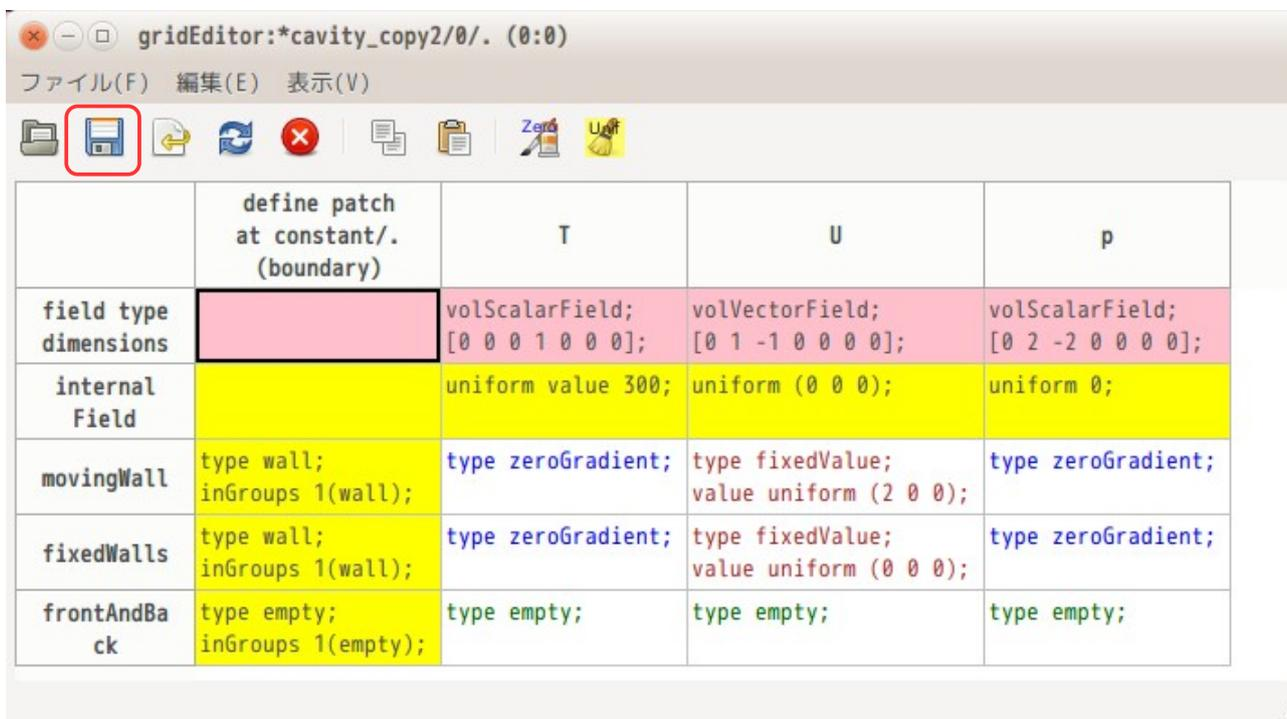 gridEditor:*cavity_copy2/0/. (0:0)
ファイル(F) 編集(E) 表示(V)
Zero Unif
define patch
at constant/.
(boundary)
T
U
p
field type
dimensions
volScalarField;
[0 0 0 1 0 0 0];
volVectorField;
[0 1 -1 0 0 0 0];
volScalarField;
[0 2 -2 0 0 0 0];
internal
Field
uniform value 300;
uniform (0 0 0);
uniform 0;
movingWall
type wall;
inGroups 1(wall);
type zeroGradient;
type fixedValue;
value uniform (2 0 0);
type zeroGradient;
fixedWalls
type wall;
inGroups 1(wall);
type zeroGradient;
type fixedValue;
value uniform (0 0 0);
type zeroGradient;
frontAndBa
ck
type empty;
inGroups 1(empty);
type empty;
type empty;
type empty;